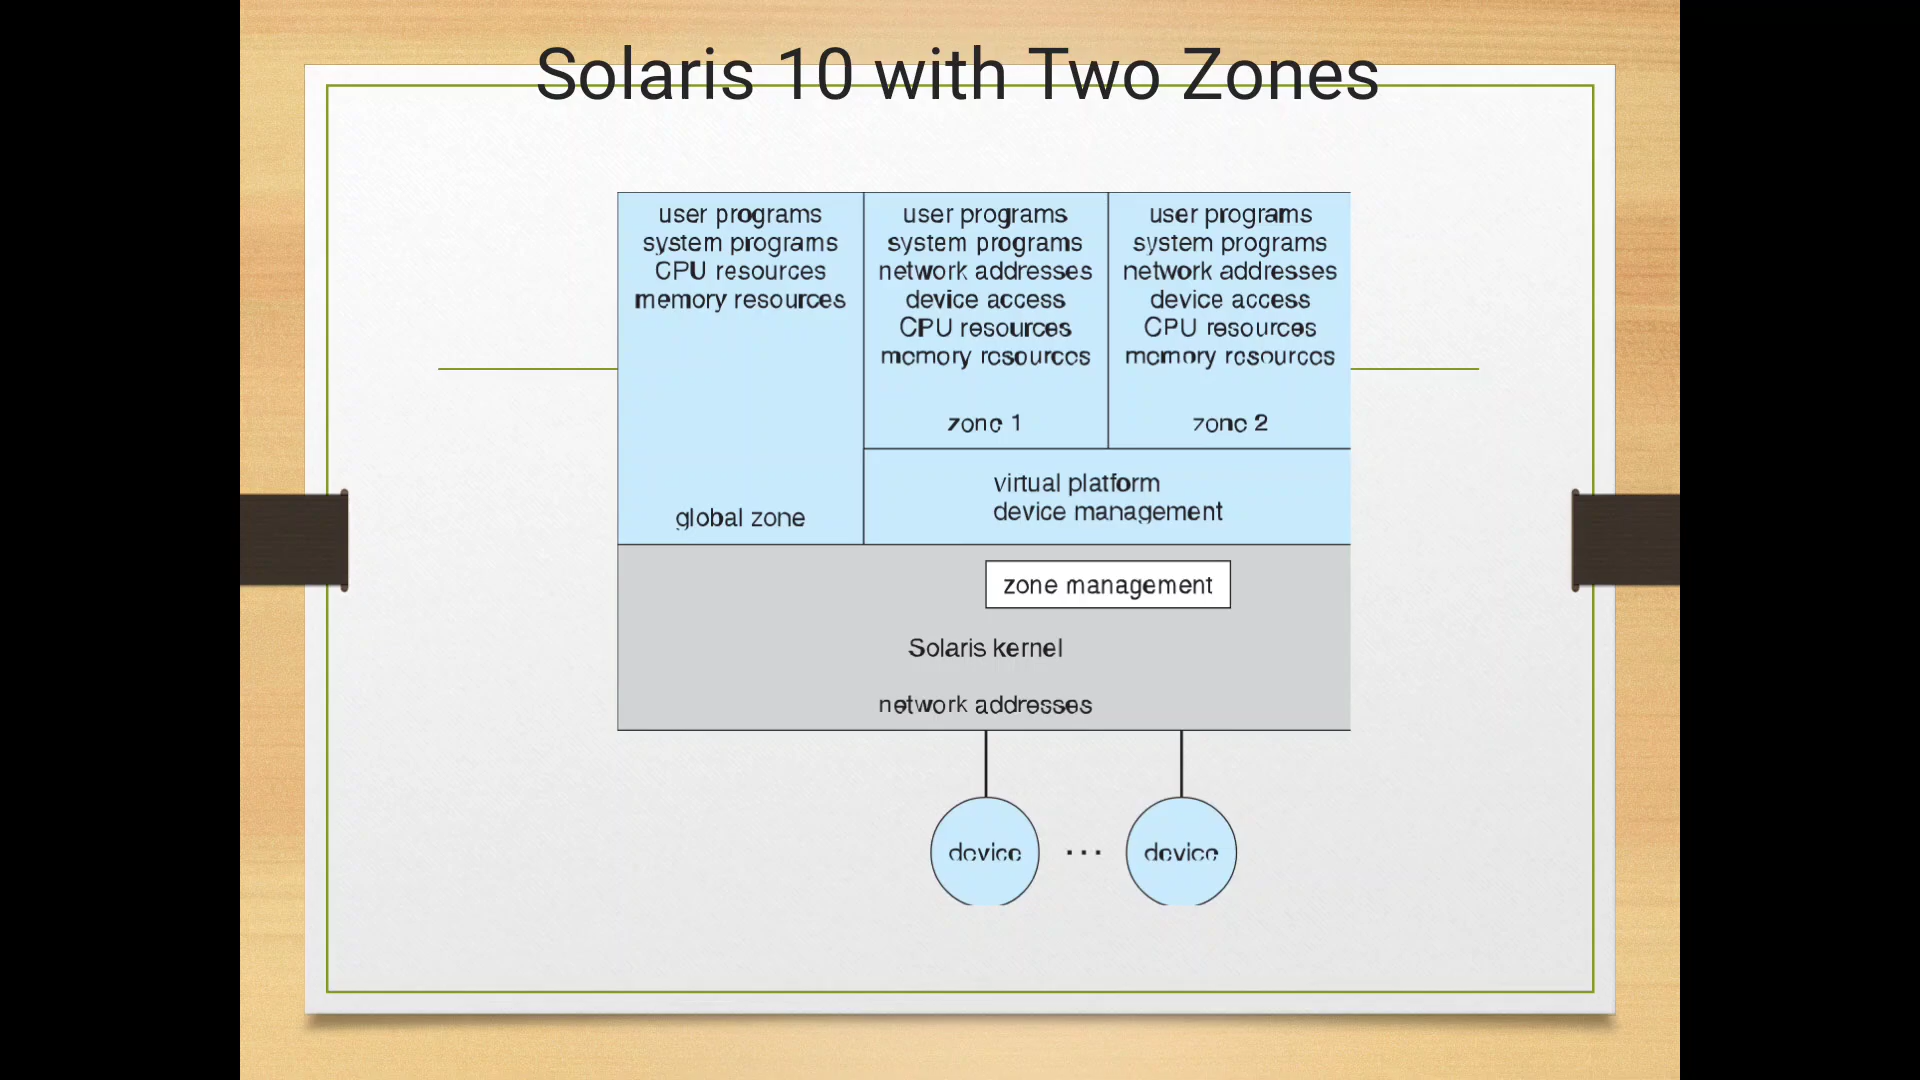 Solaris 10 with Two Zones
user programs
system programs
CPU resources
memory resources
global zone
user programs
system programs
network addresses
device access
CPU resources
memory resources
zone 1
user programs
system programs
network addresses
device access
CPU resources
memory resources
zone 2
virtual platform
device management
zone management
Solaris kernel
network addresses
device
...
device